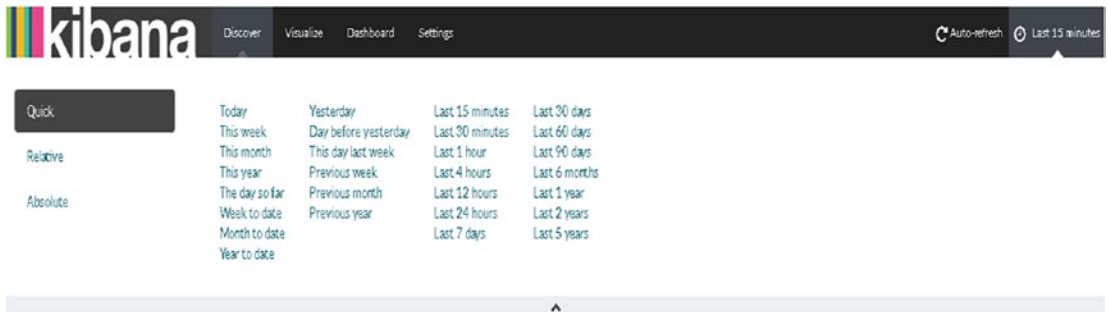 kibana Discover Visualize Dashboard Settings Auto-refresh Last 15 minutes
Quick
Relative
Absolute
Today
This week
This month
This year
The day so far
Week to date
Month to date
Year to date
Yesterday
Day before yesterday
This day last week
Previous week
Previous month
Previous year
Last 15 minutes
Last 30 minutes
Last 1 hour
Last 4 hours
Last 12 hours
Last 24 hours
Last 7 days
Last 30 days
Last 60 days
Last 90 days
Last 6 months
Last 1 year
Last 2 years
Last 5 years